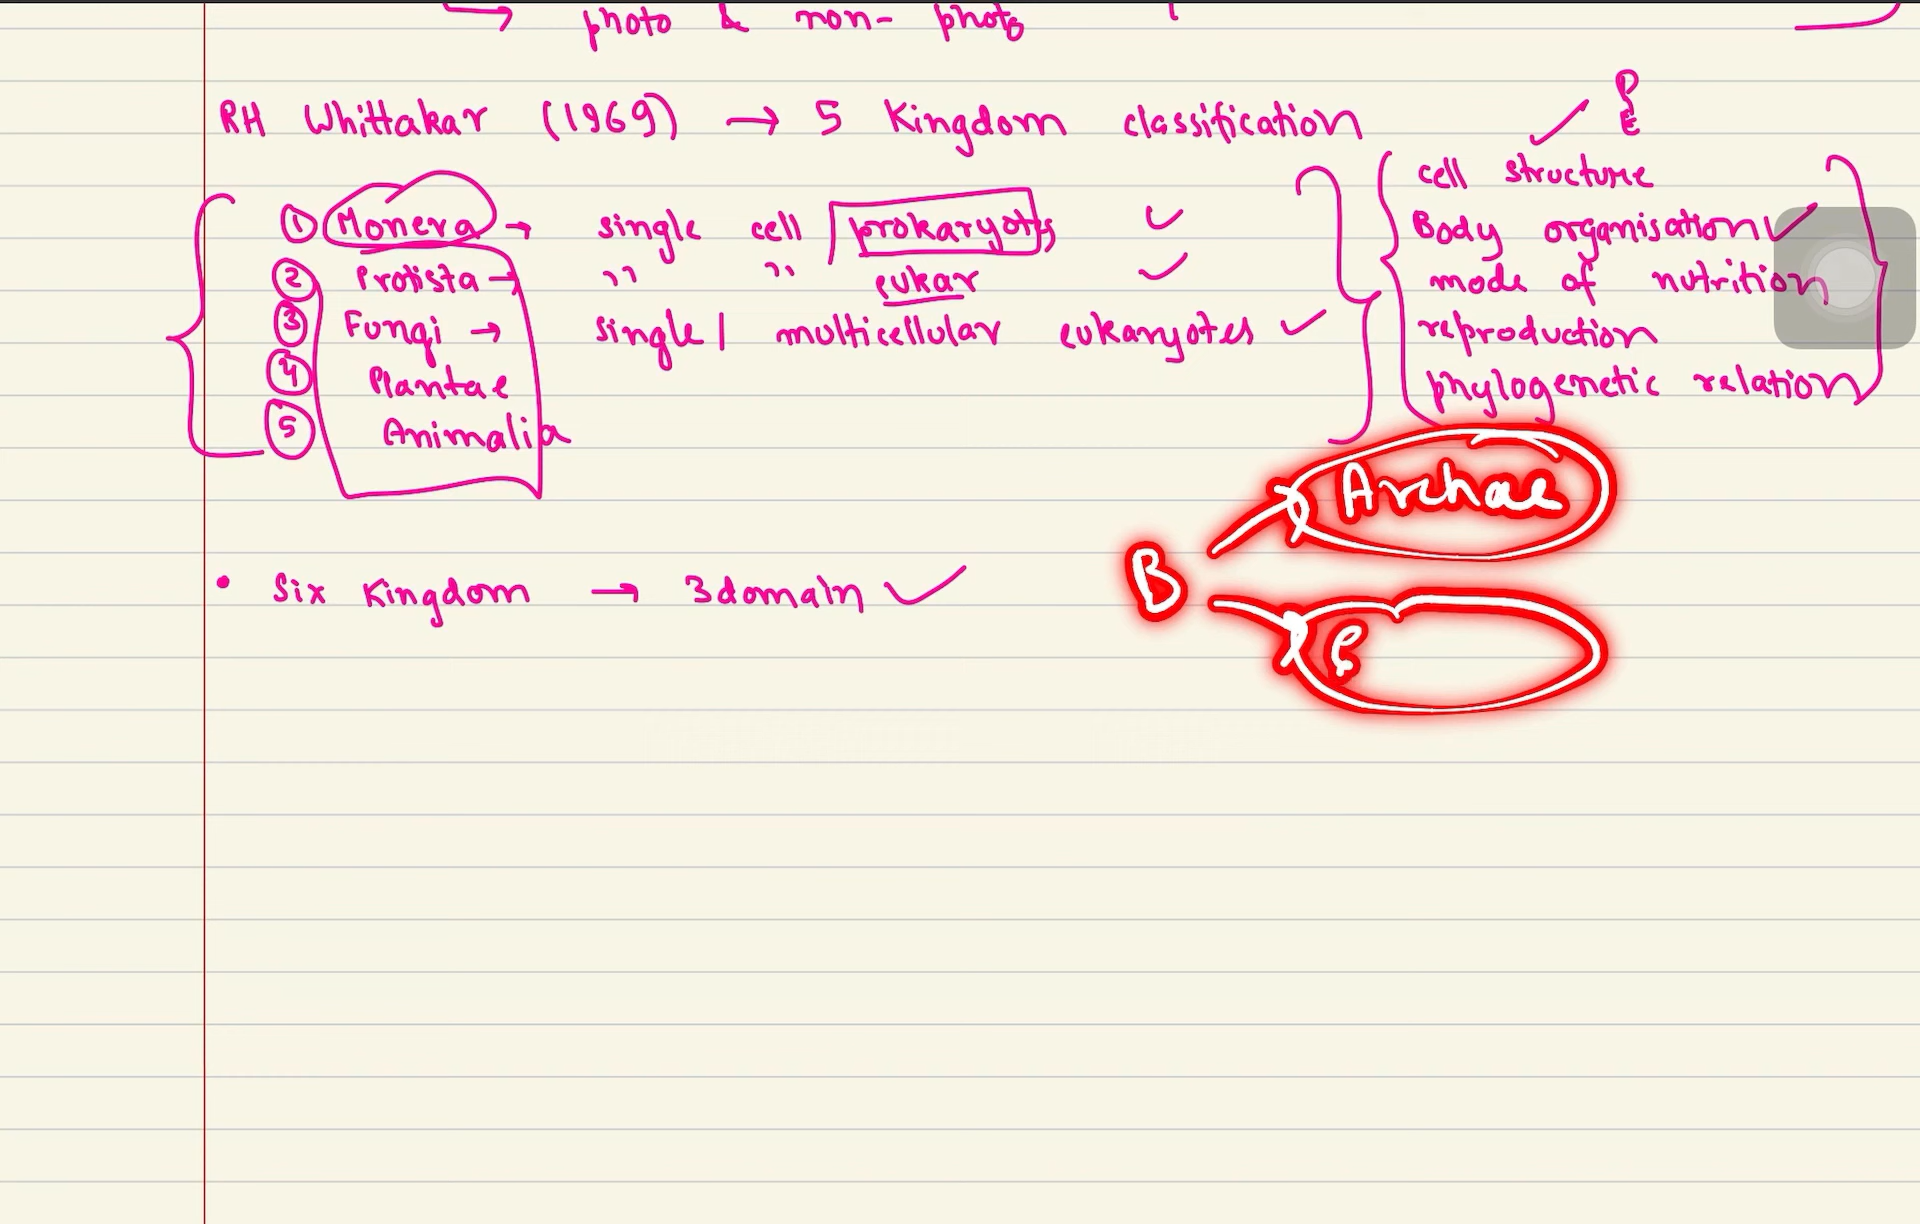 photo & non- photo
RH Whittakar (1969) → 5 Kingdom classification
P
E
① Monera → single cell prokaryotes
② Protista → " " eukar
③ Fungi → single / multicellular eukaryotes
④ Plantae
⑤ Animalia
cell structure
Body organisation
mode of nutrition
reproduction
phylogenetic relation
• Six Kingdom → 3 domain
B
Archae
E